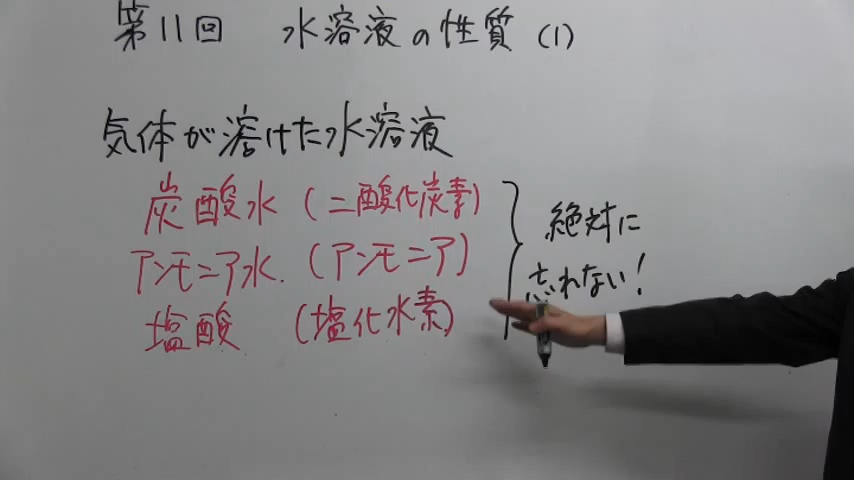 第11回 水溶液の性質(1)
気体が溶けた水溶液
炭酸水(二酸化炭素)
アンモニア水.(アンモニア)
塩酸(塩化水素)
絶対に
忘れない!